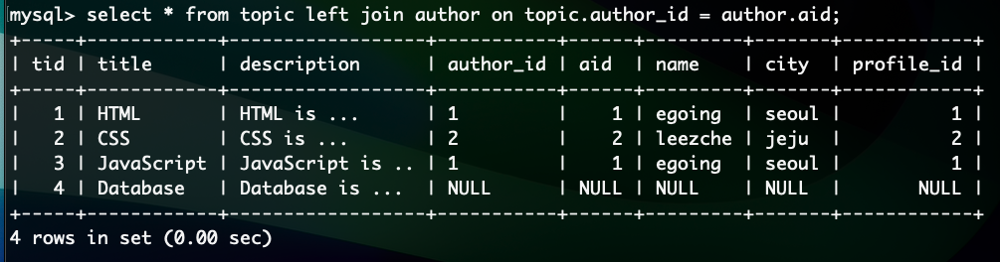 mysql> select * from topic left join author on topic.author_id = author.aid;
+-----+------------+-------------------+-----------+------+---------+-------+------------+
| tid | title      | description       | author_id | aid  | name    | city  | profile_id |
+-----+------------+-------------------+-----------+------+---------+-------+------------+
|   1 | HTML       | HTML is ...       | 1         |    1 | egoing  | seoul |          1 |
|   2 | CSS        | CSS is ...        | 2         |    2 | leezche | jeju  |          2 |
|   3 | JavaScript | JavaScript is ..  | 1         |    1 | egoing  | seoul |          1 |
|   4 | Database   | Database is ...   | NULL      | NULL | NULL    | NULL  |       NULL |
+-----+------------+-------------------+-----------+------+---------+-------+------------+
4 rows in set (0.00 sec)